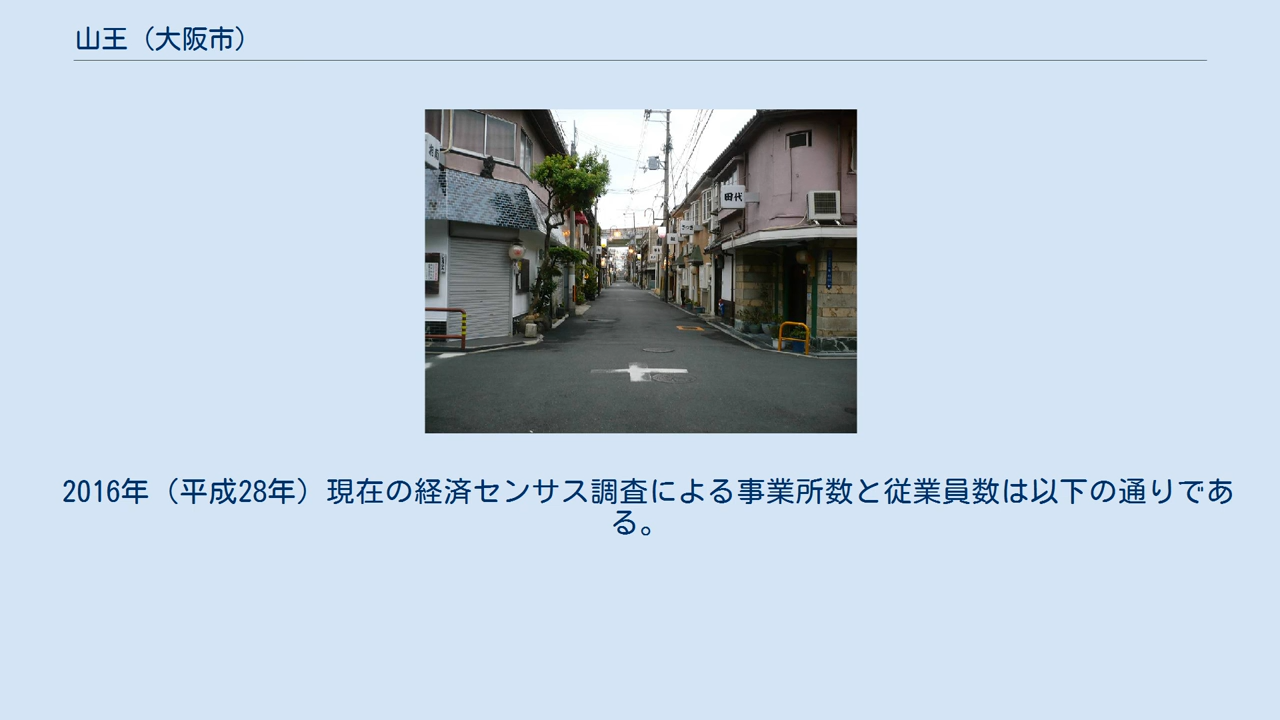 山王（大阪市）
田代
2016年（平成28年）現在の経済センサス調査による事業所数と従業員数は以下の通りであ
る。